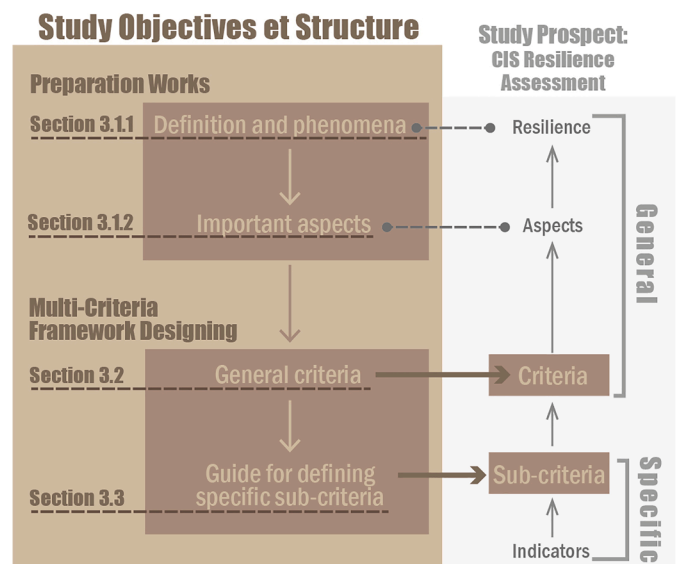 Study Objectives et Structure
Preparation Works
Section 3.1.1
Definition and phenomena
Section 3.1.2
Important aspects
Multi-Criteria
Framework Designing
Section 3.2
General criteria
Guide for defining
specific sub-criteria
Section 3.3
Study Prospect:
CIS Resilience
Assessment
Resilience
Aspects
Criteria
Sub-criteria
Indicators
General
Specific